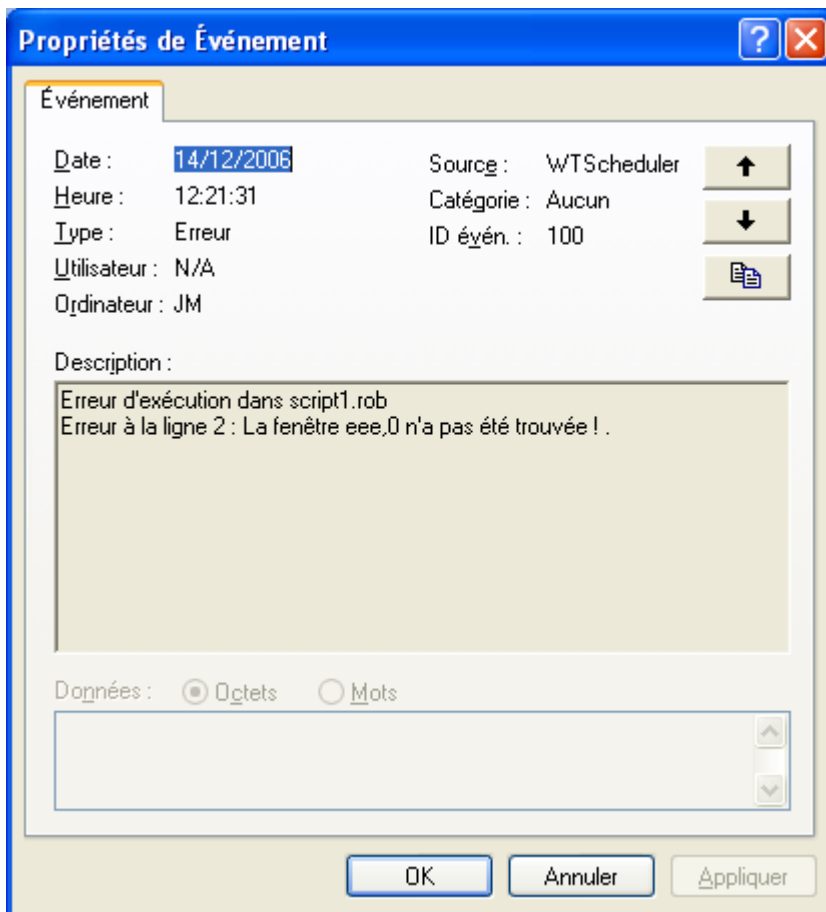 Propriétés de Événement
Événement
Date : 14/12/2006
Heure : 12:21:31
Type : Erreur
Utilisateur : N/A
Ordinateur : JM
Source : WTScheduler
Catégorie : Aucun
ID évén. : 100
Description :
Erreur d'exécution dans script1.rob
Erreur à la ligne 2 : La fenêtre eee,0 n'a pas été trouvée ! .
Données : Octets Mots
OK Annuler Appliquer